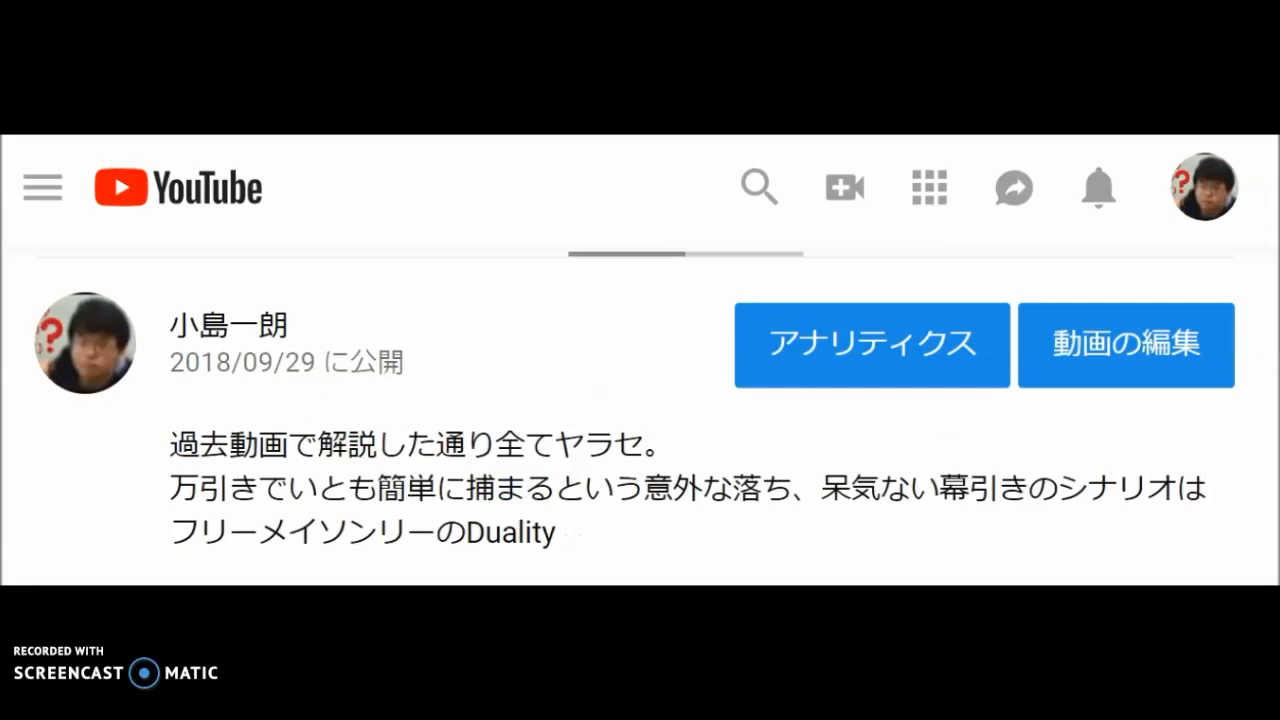 YouTube
小島一朗
2018/09/29 に公開
アナリティクス
動画の編集
過去動画で解説した通り全てヤラセ。
万引きでいとも簡単に捕まるという意外な落ち、呆気ない幕引きのシナリオは
フリーメイソンリーのDuality
RECORDED WITH
SCREENCAST MATIC